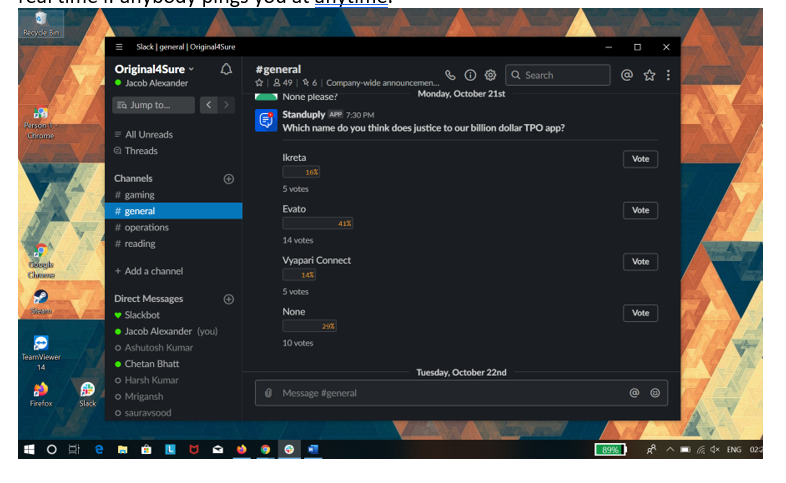 real time if anybody pings you at anytime.
Recycle Bin
Slack | general | Original4Sure
Original4Sure
Jacob Alexander
#general
49 | 6 | Company-wide announcemen...
Search
Jump to...
None please?
Monday, October 21st
Standuply APP 7:30 PM
Which name do you think does justice to our billion dollar TPO app?
All Unreads
Threads
Ikreta
16%
5 votes
Vote
Channels
# gaming
# general
# operations
# reading
+ Add a channel
Evato
41%
14 votes
Vote
Vyapari Connect
14%
5 votes
Vote
None
29%
10 votes
Vote
Direct Messages
Slackbot
Jacob Alexander (you)
Ashutosh Kumar
Chetan Bhatt
Harsh Kumar
Mrigansh
sauravsood
Tuesday, October 22nd
Message #general
Person 1 -
Chrome
Google
Chrome
Steam
TeamViewer
14
Firefox
Slack
89%
ENG